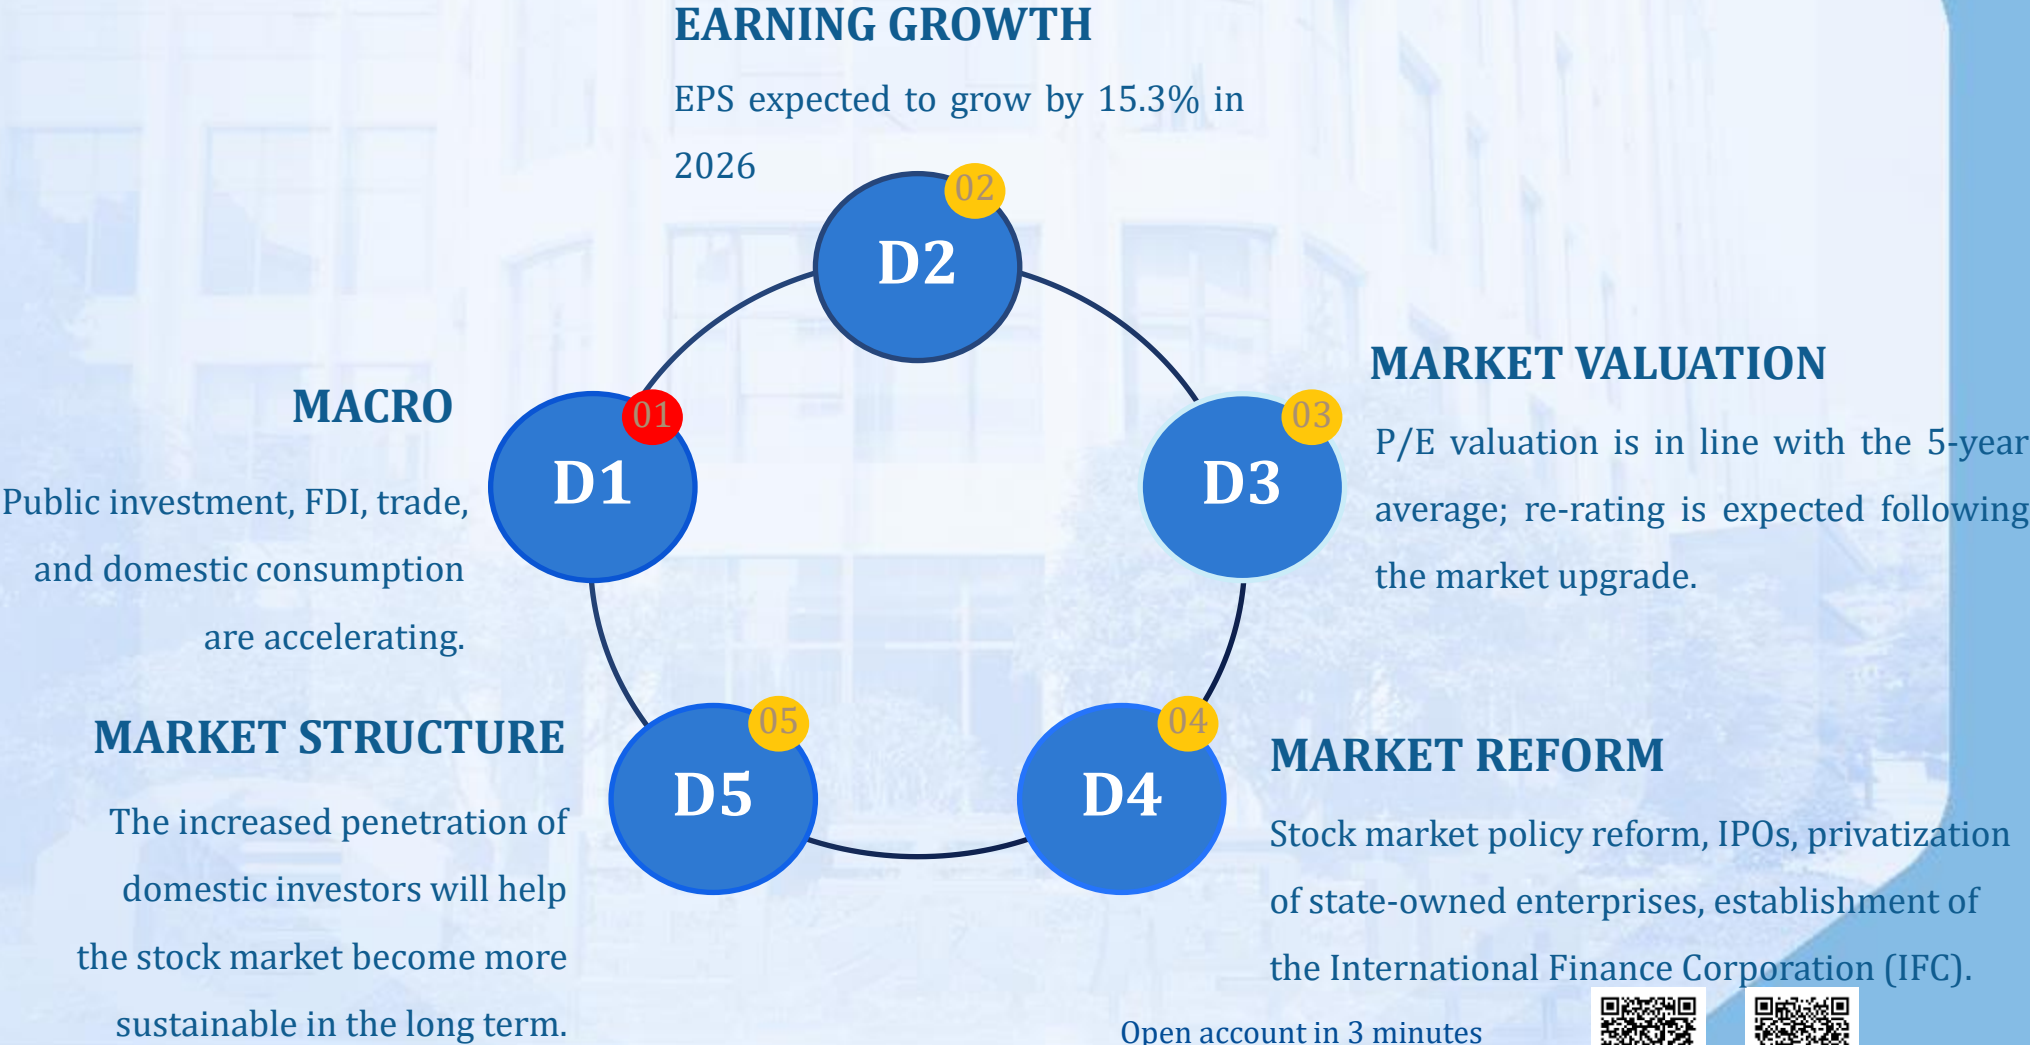 EARNING GROWTH
EPS expected to grow by 15.3% in
2026
02
D2
MACRO
Public investment, FDI, trade,
and domestic consumption
are accelerating.
01
D1
03
D3
MARKET VALUATION
P/E valuation is in line with the 5-year
average; re-rating is expected following
the market upgrade.
MARKET STRUCTURE
The increased penetration of
domestic investors will help
the stock market become more
sustainable in the long term.
05
D5
04
D4
MARKET REFORM
Stock market policy reform, IPOs, privatization
of state-owned enterprises, establishment of
the International Finance Corporation (IFC).
Open account in 3 minutes